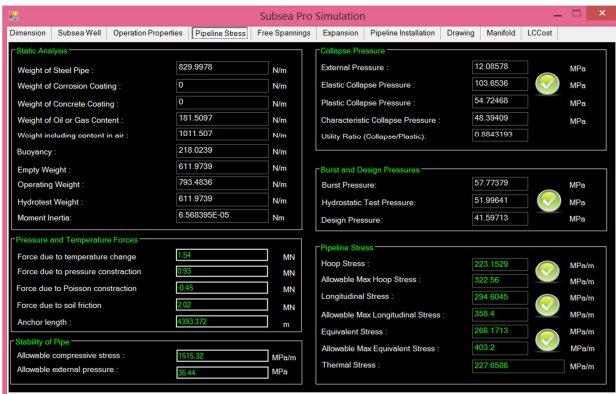 Subsea Pro Simulation
Dimension Subsea Well Operation Properties Pipeline Stress Free Spannings Expansion Pipeline Installation Drawing Manifold LCCost
Static Analysis
Weight of Steel Pipe : 829.9978 N/m
Weight of Corrosion Coating : 0 N/m
Weight of Concrete Coating : 0 N/m
Weight of Oil or Gas Content : 181.5097 N/m
Weight including content in air : 1011.507 N/m
Buoyancy : 218.0239 N/m
Empty Weight : 611.9739 N/m
Operating Weight : 793.4836 N/m
Hydrotest Weight : 611.9739 N/m
Moment Inertia: 6.568395E-05 Nm
Pressure and Temperature Forces
Force due to temperature change 1.54 MN
Force due to pressure constraction 0.93 MN
Force due to Poisson constraction -0.45 MN
Force due to soil friction 2.02 MN
Anchor length : 4393.372 m
Stability of Pipe
Allowable compressive stress : 1515.32 MPa/m
Allowable external pressure : 35.44 MPa
Collapse Pressure
External Pressure : 12.08578 MPa
Elastic Collapse Pressure : 103.6536 MPa
Plastic Collapse Pressure : 54.72468 MPa
Characteristic Collapse Pressure : 48.39409 MPa
Utility Ratio (Collapse/Plastic): 0.8843193
Burst and Design Pressures
Burst Pressure: 57.77379 MPa
Hydrostatic Test Pressure: 51.99641 MPa
Design Pressure: 41.59713 MPa
Pipeline Stress
Hoop Stress : 223.1529 MPa/m
Allowable Max Hoop Stress : 322.56 MPa/m
Longitudinal Stress : 294.6045 MPa/m
Allowable Max Longitudinal Stress : 358.4 MPa/m
Equivalent Stress : 266.1713 MPa/m
Allowable Max Equivalent Stress : 403.2 MPa/m
Thermal Stress : 227.6586 MPa/m